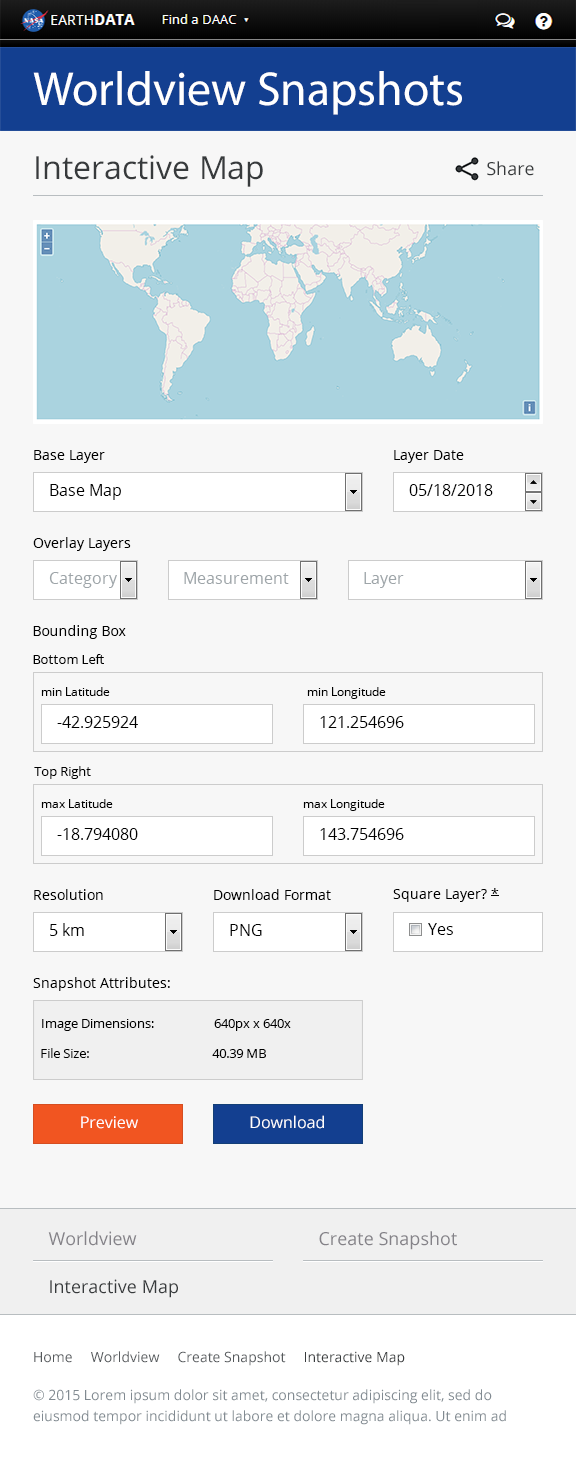 NASA EARTHDATA Find a DAAC
Worldview Snapshots
Interactive Map Share
+
−
i
Base Layer Layer Date
Base Map 05/18/2018
Overlay Layers
Category Measurement Layer
Bounding Box
Bottom Left
min Latitude min Longitude
-42.925924 121.254696
Top Right
max Latitude max Longitude
-18.794080 143.754696
Resolution Download Format Square Layer? *
5 km PNG Yes
Snapshot Attributes:
Image Dimensions: 640px x 640x
File Size: 40.39 MB
Preview Download
Worldview Create Snapshot
Interactive Map
Home Worldview Create Snapshot Interactive Map
© 2015 Lorem ipsum dolor sit amet, consectetur adipiscing elit, sed do
eiusmod tempor incididunt ut labore et dolore magna aliqua. Ut enim ad